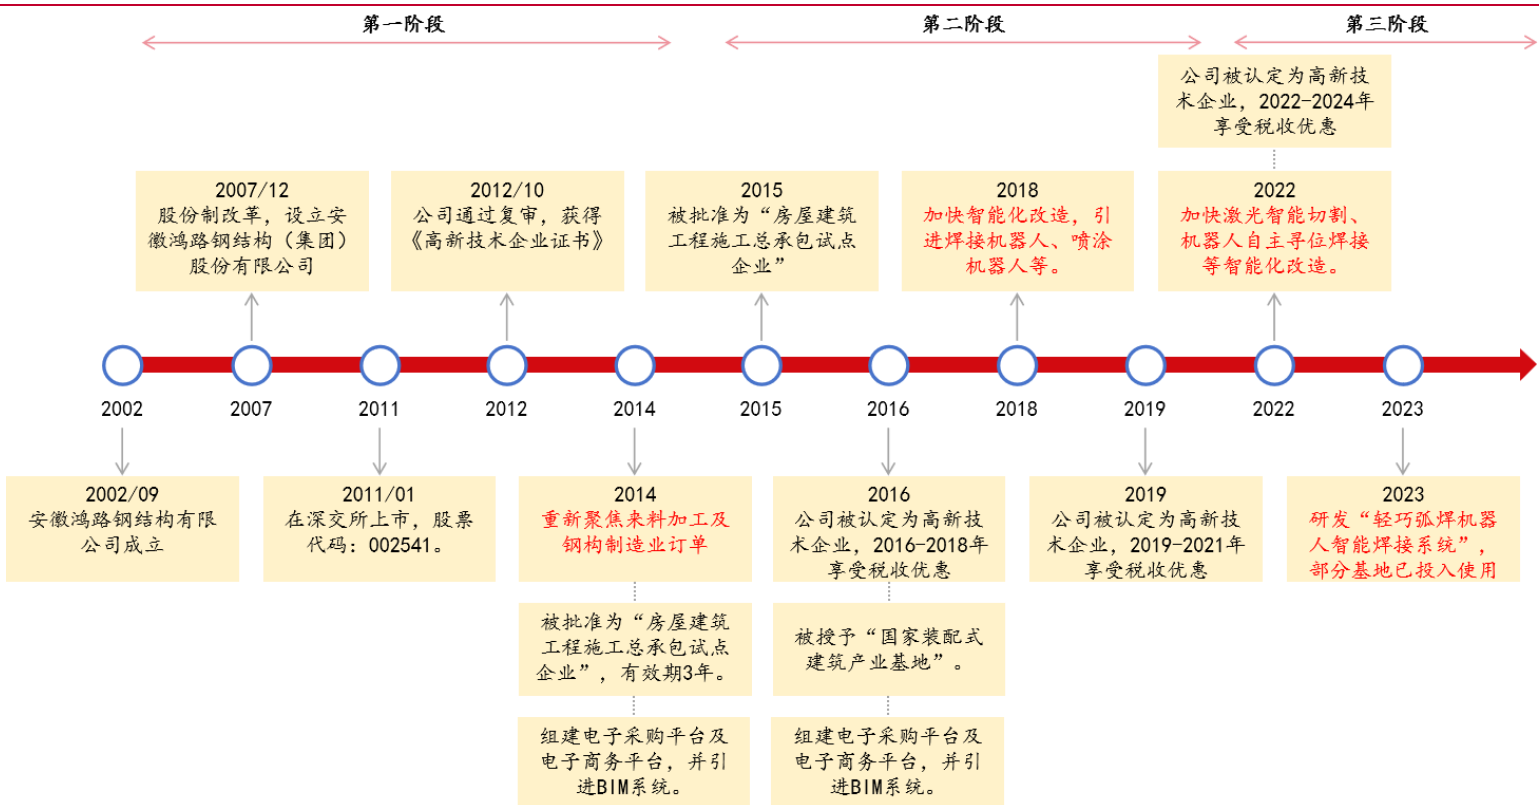 第一阶段
第二阶段
第三阶段
公司被认定为高新技
术企业，2022-2024年
享受税收优惠
2007/12
股份制改革，设立安
徽鸿路钢结构（集团）
股份有限公司
2012/10
公司通过复审，获得
《高新技术企业证书》
2015
被批准为“房屋建筑
工程施工总承包试点
企业”
2018
加快智能化改造，引
进焊接机器人、喷涂
机器人等。
2022
加快激光智能切割、
机器人自主寻位焊接
等智能化改造。
2002
2007
2011
2012
2014
2015
2016
2018
2019
2022
2023
2002/09
安徽鸿路钢结构有限
公司成立
2011/01
在深交所上市，股票
代码：002541。
2014
重新聚焦来料加工及
钢构制造业订单
2016
公司被认定为高新技
术企业，2016-2018年
享受税收优惠
2019
公司被认定为高新技
术企业，2019-2021年
享受税收优惠
2023
研发“轻巧弧焊机器
人智能焊接系统”，
部分基地已投入使用
被批准为“房屋建筑
工程施工总承包试点
企业”，有效期3年。
被授予“国家装配式
建筑产业基地”。
组建电子采购平台及
电子商务平台，并引
进BIM系统。
组建电子采购平台及
电子商务平台，并引
进BIM系统。